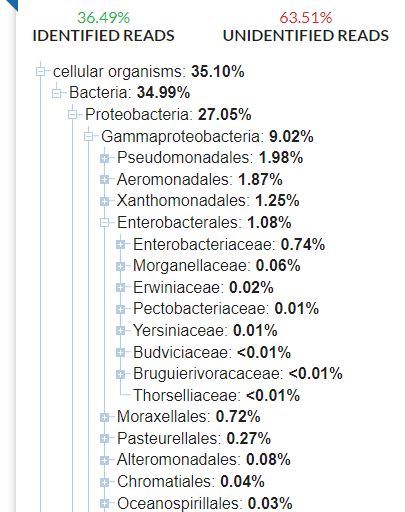 36.49% 63.51%
IDENTIFIED READS UNIDENTIFIED READS
cellular organisms: 35.10%
Bacteria: 34.99%
Proteobacteria: 27.05%
Gammaproteobacteria: 9.02%
Pseudomonadales: 1.98%
Aeromonadales: 1.87%
Xanthomonadales: 1.25%
Enterobacterales: 1.08%
Enterobacteriaceae: 0.74%
Morganellaceae: 0.06%
Erwiniaceae: 0.02%
Pectobacteriaceae: 0.01%
Yersiniaceae: 0.01%
Budviciaceae: <0.01%
Bruguierivoracaceae: <0.01%
Thorselliaceae: <0.01%
Moraxellales: 0.72%
Pasteurellales: 0.27%
Alteromonadales: 0.08%
Chromatiales: 0.04%
Oceanospirillales: 0.03%